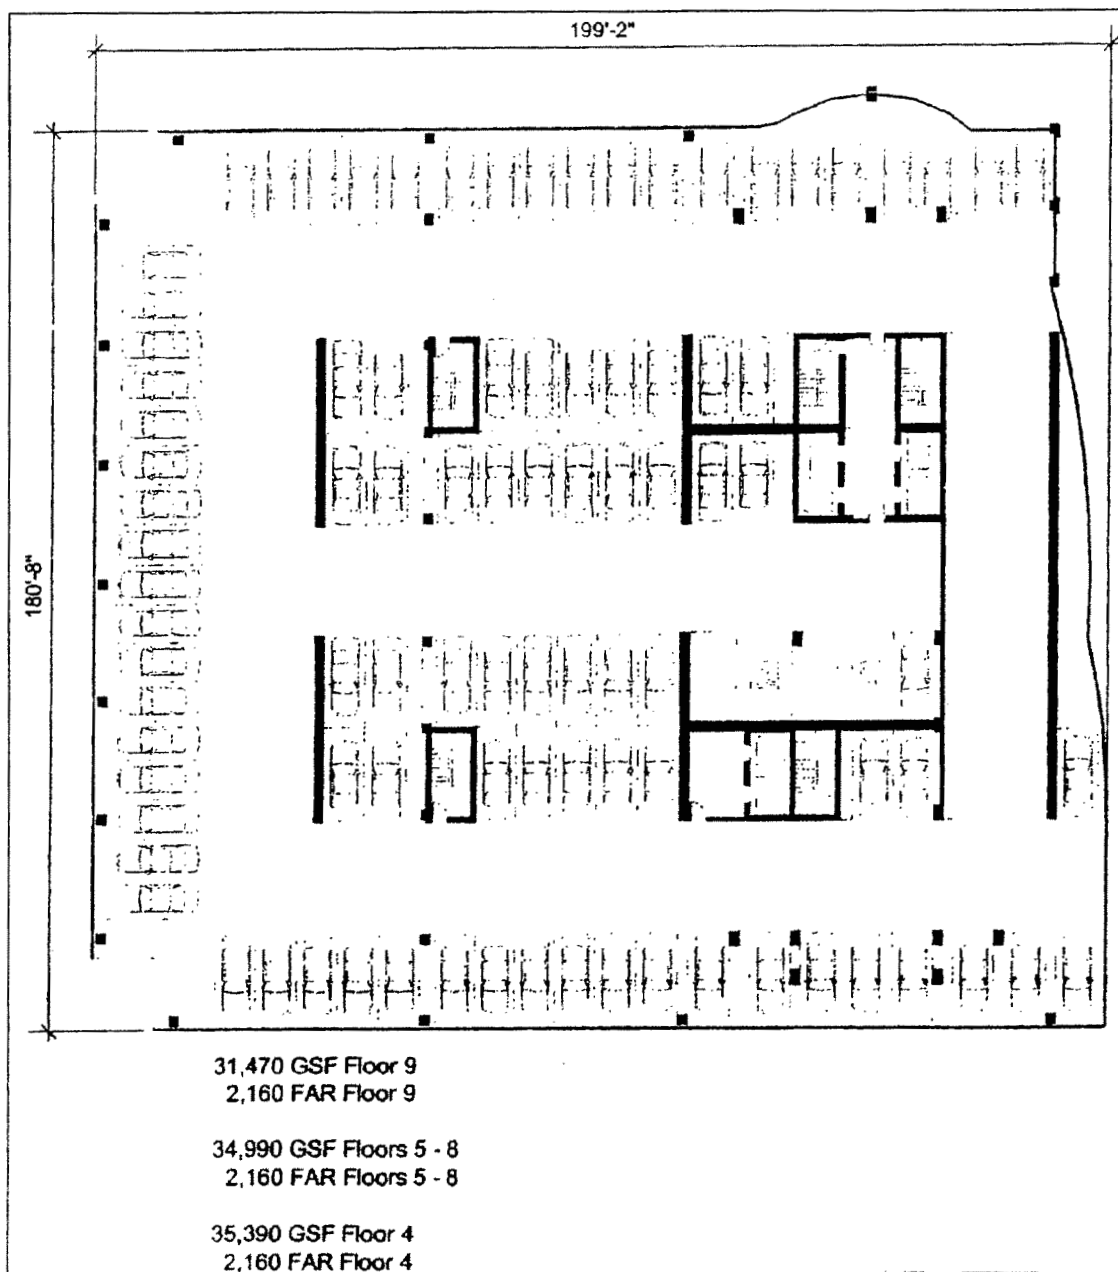 199'-2"
180'-8"
31,470 GSF Floor 9
2,160 FAR Floor 9
34,990 GSF Floors 5 - 8
2,160 FAR Floors 5 - 8
35,390 GSF Floor 4
2,160 FAR Floor 4